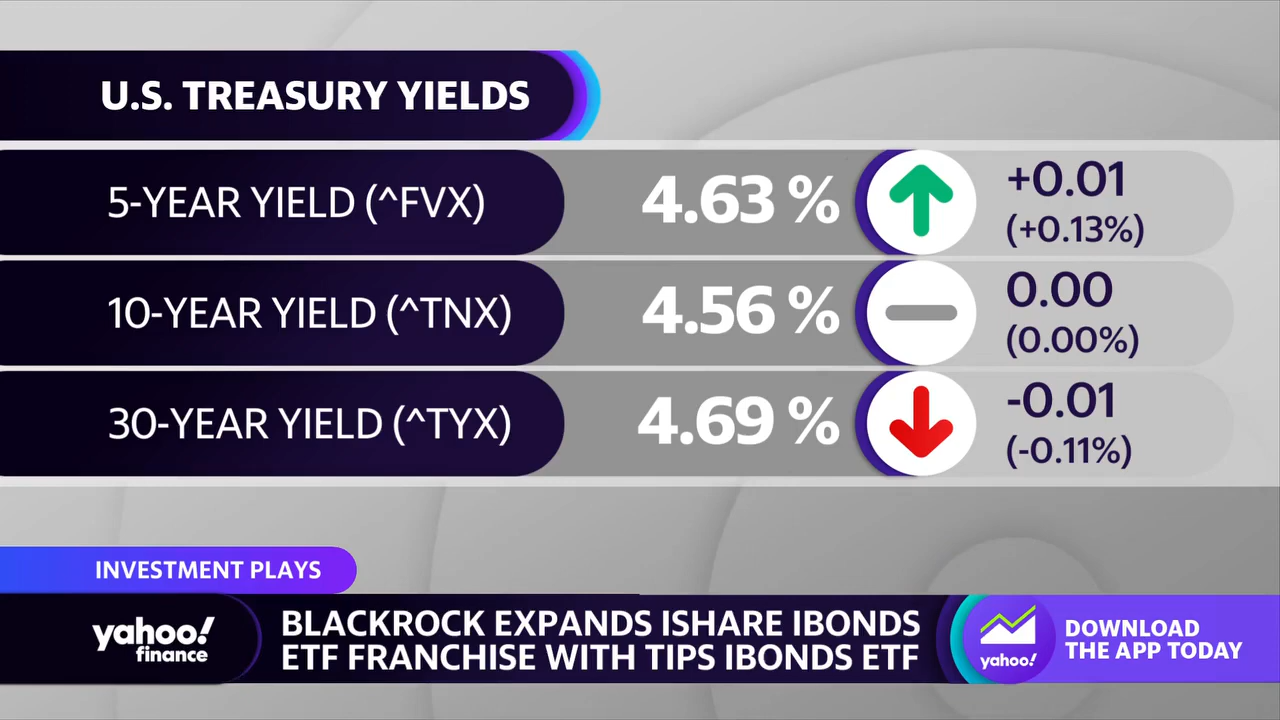 U.S. TREASURY YIELDS
5-YEAR YIELD (^FVX) 4.63 % +0.01
(+0.13%)
10-YEAR YIELD (^TNX) 4.56 % 0.00
(0.00%)
30-YEAR YIELD (^TYX) 4.69 % -0.01
(-0.11%)
INVESTMENT PLAYS
yahoo!
finance
BLACKROCK EXPANDS ISHARE IBONDS
ETF FRANCHISE WITH TIPS IBONDS ETF
yahoo!
DOWNLOAD
THE APP TODAY